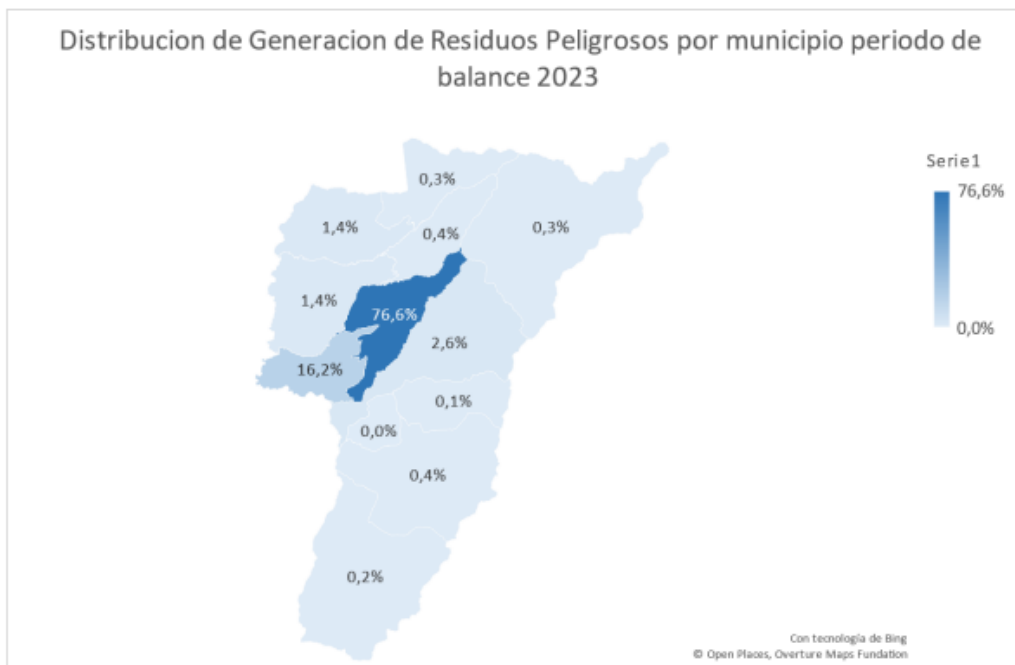 Distribucion de Generacion de Residuos Peligrosos por municipio periodo de
balance 2023
Serie1
76,6%
0,0%
0,3%
1,4%
0,4%
0,3%
1,4%
76,6%
2,6%
16,2%
0,1%
0,0%
0,4%
0,2%
Con tecnología de Bing
© Open Places, Overture Maps Fundation